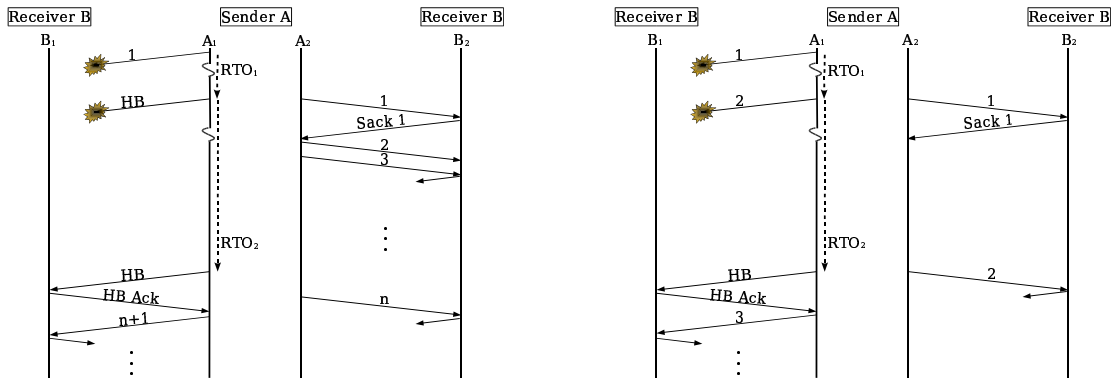 Receiver B Sender A Receiver B Receiver B Sender A Receiver B
B₁ A₁ A₂ B₂ B₁ A₁ A₂ B₂
1 1
RTO₁ RTO₁
HB 1 2 1
Sack 1 Sack 1
2
3
RTO₂ RTO₂
HB HB 2
HB Ack n HB Ack
n+1 3